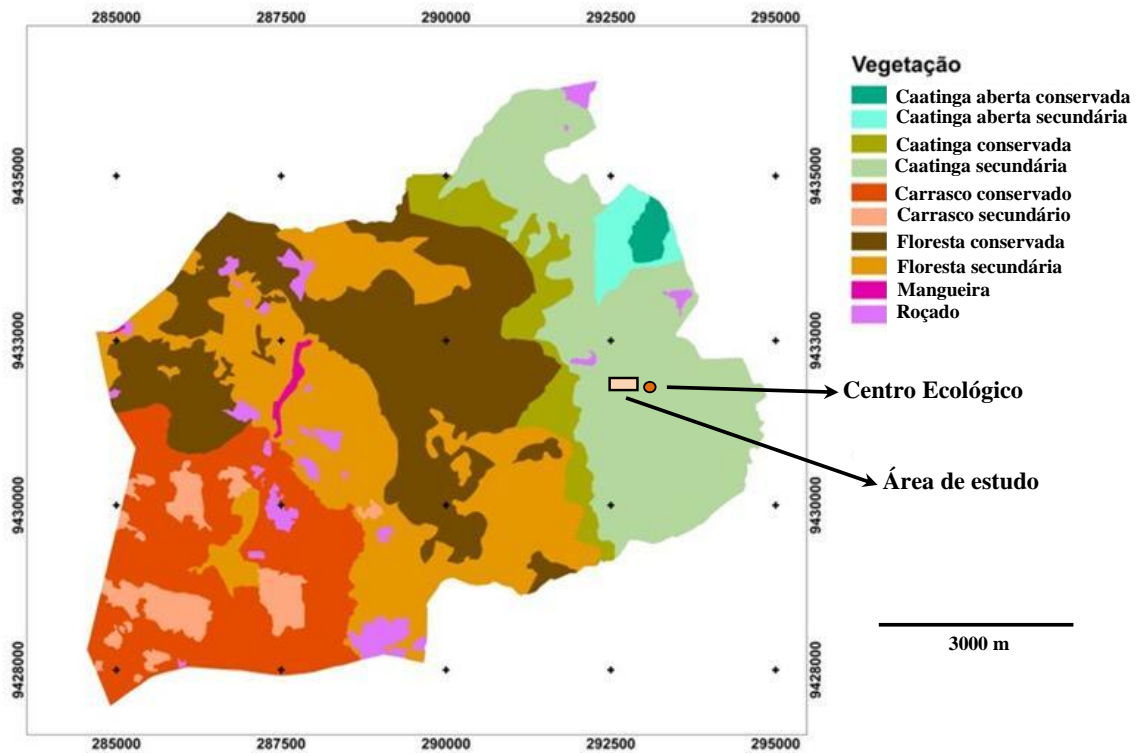 285000 287500 290000 292500 295000
9435000
9433000
9430000
9428000
Vegetação
Caatinga aberta conservada
Caatinga aberta secundária
Caatinga conservada
Caatinga secundária
Carrasco conservado
Carrasco secundário
Floresta conservada
Floresta secundária
Mangueira
Roçado
9435000
9433000
9430000
9428000
Centro Ecológico
Área de estudo
3000 m
285000 287500 290000 292500 295000